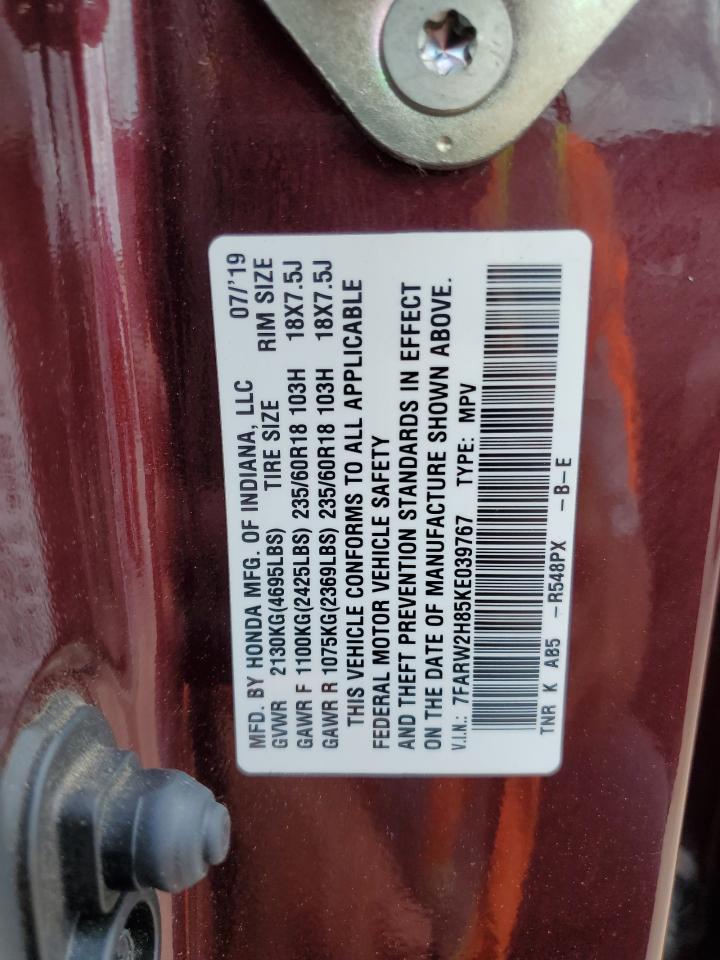 MFD. BY HONDA MFG. OF INDIANA, LLC 07/'19
GVWR 2130KG(4695LBS) TIRE SIZE RIM SIZE
GAWR F 1100KG(2425LBS) 235/60R18 103H 18X7.5J
GAWR R 1075KG(2369LBS) 235/60R18 103H 18X7.5J
THIS VEHICLE CONFORMS TO ALL APPLICABLE
FEDERAL MOTOR VEHICLE SAFETY
AND THEFT PREVENTION STANDARDS IN EFFECT
ON THE DATE OF MANUFACTURE SHOWN ABOVE.
V.I.N.: 7FARW2H85KE039767 TYPE: MPV
TNR K AB5 -R548PX -B-E